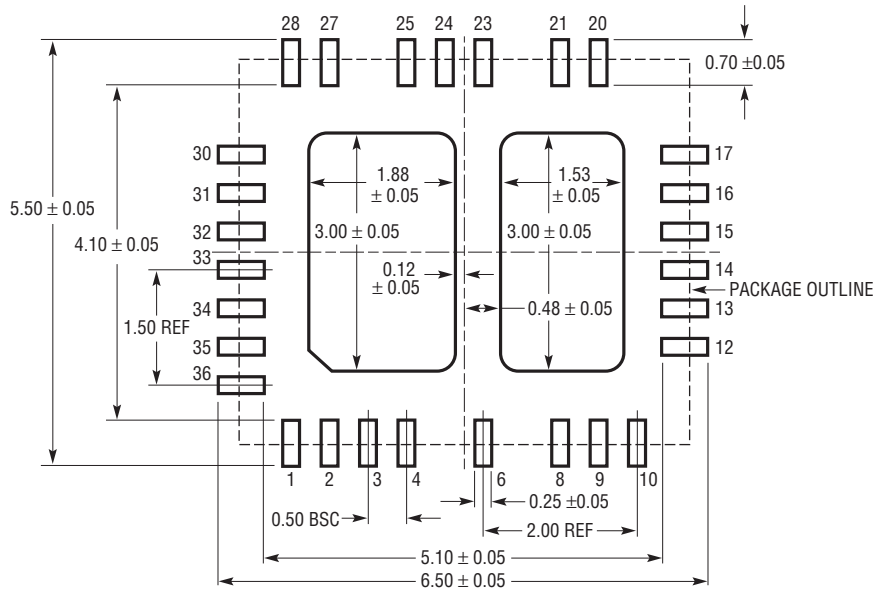 28 27 25 24 23 21 20
0.70 ±0.05
30 17
1.88
± 0.05
1.53
± 0.05
31 16
5.50 ± 0.05
32 15
3.00 ± 0.05 3.00 ± 0.05
4.10 ± 0.05
33 14
0.12
± 0.05
PACKAGE OUTLINE
34 13
0.48 ± 0.05
1.50 REF
35 12
36
1 2 3 4 6 8 9 10
0.25 ±0.05
0.50 BSC
2.00 REF
5.10 ± 0.05
6.50 ± 0.05